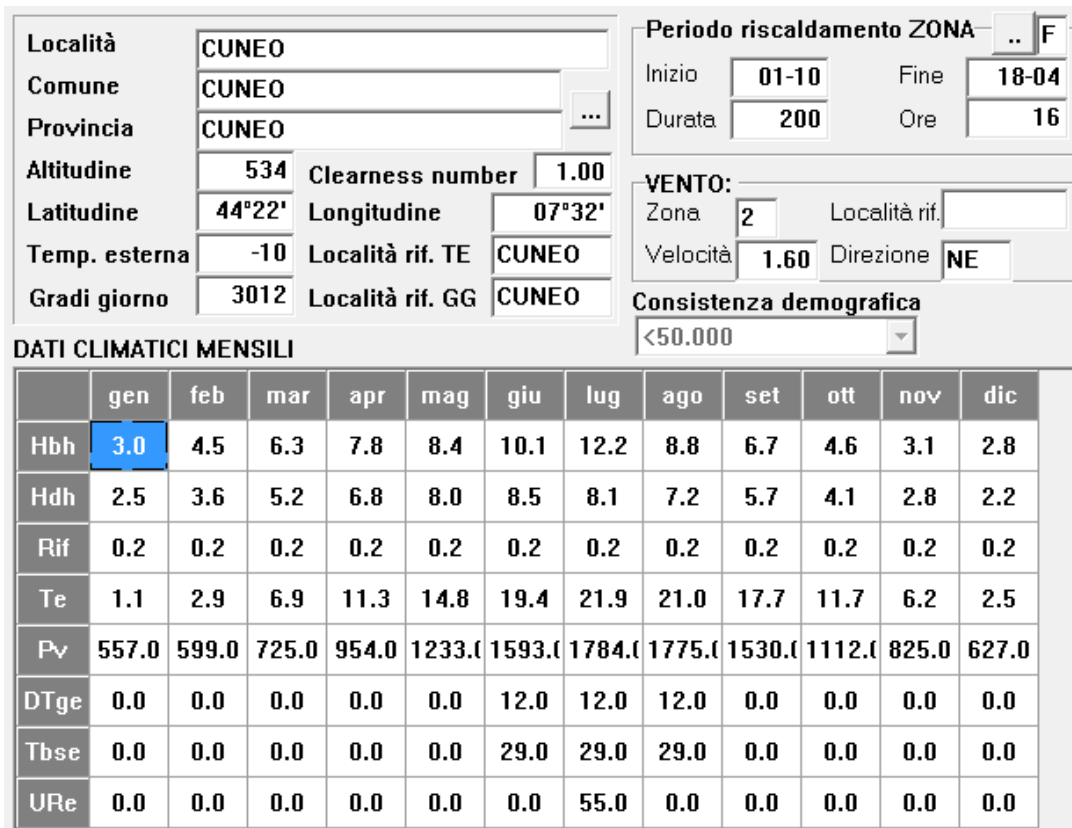 Località CUNEO
Comune CUNEO
...
Provincia CUNEO
Altitudine 534 Clearness number 1.00
Latitudine 44°22' Longitudine 07°32'
Temp. esterna -10 Località rif. TE CUNEO
Gradi giorno 3012 Località rif. GG CUNEO
Periodo riscaldamento ZONA .. F
Inizio 01-10 Fine 18-04
Durata 200 Ore 16
VENTO:
Zona 2 Località rif.
Velocità 1.60 Direzione NE
Consistenza demografica
<50.000
DATI CLIMATICI MENSILI
gen feb mar apr mag giu lug ago set ott nov dic
Hbh 3.0 4.5 6.3 7.8 8.4 10.1 12.2 8.8 6.7 4.6 3.1 2.8
Hdh 2.5 3.6 5.2 6.8 8.0 8.5 8.1 7.2 5.7 4.1 2.8 2.2
Rif 0.2 0.2 0.2 0.2 0.2 0.2 0.2 0.2 0.2 0.2 0.2 0.2
Te 1.1 2.9 6.9 11.3 14.8 19.4 21.9 21.0 17.7 11.7 6.2 2.5
Pv 557.0 599.0 725.0 954.0 1233. 1593. 1784. 1775. 1530. 1112. 825.0 627.0
DTge 0.0 0.0 0.0 0.0 0.0 12.0 12.0 12.0 0.0 0.0 0.0 0.0
Tbse 0.0 0.0 0.0 0.0 0.0 29.0 29.0 29.0 0.0 0.0 0.0 0.0
URe 0.0 0.0 0.0 0.0 0.0 0.0 55.0 0.0 0.0 0.0 0.0 0.0